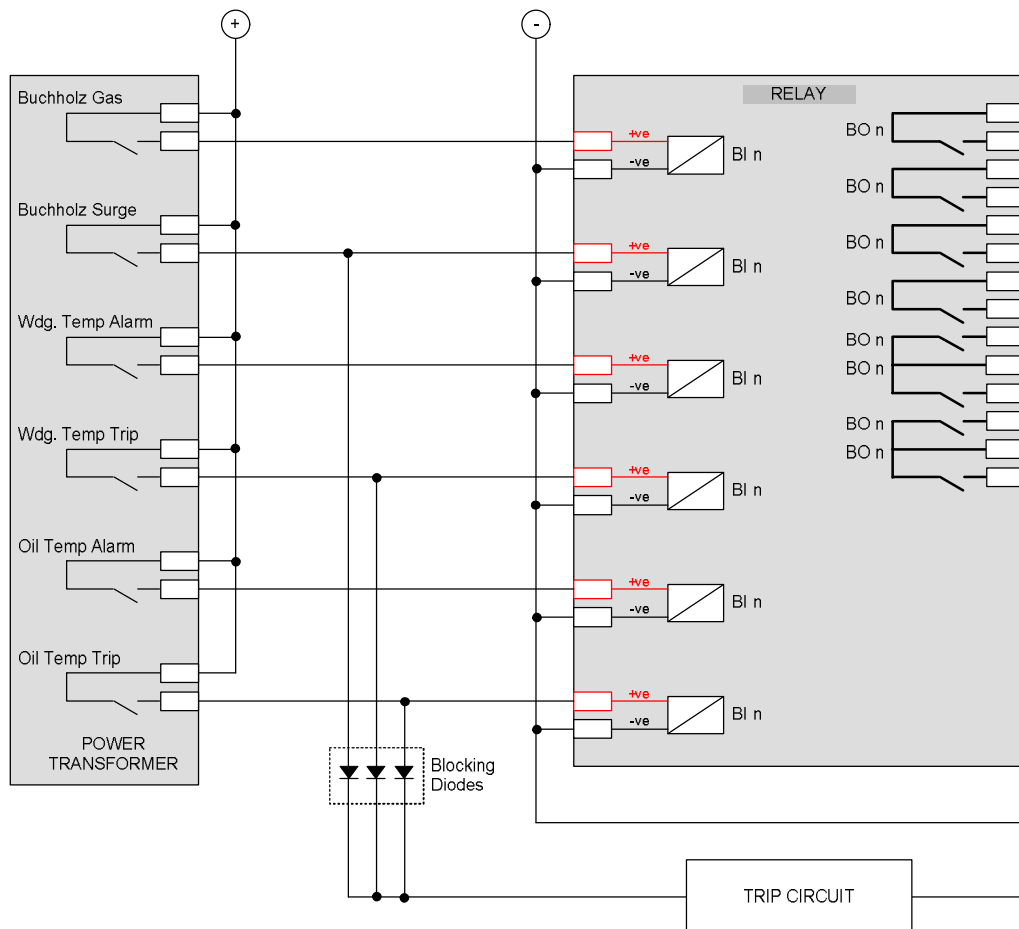 +
-
Buchholz Gas
Buchholz Surge
Wdg. Temp Alarm
Wdg. Temp Trip
Oil Temp Alarm
Oil Temp Trip
POWER
TRANSFORMER
Blocking
Diodes
RELAY
+ve
-ve
BI n
+ve
-ve
BI n
+ve
-ve
BI n
+ve
-ve
BI n
+ve
-ve
BI n
+ve
-ve
BI n
BO n
BO n
BO n
BO n
BO n
BO n
BO n
BO n
TRIP CIRCUIT